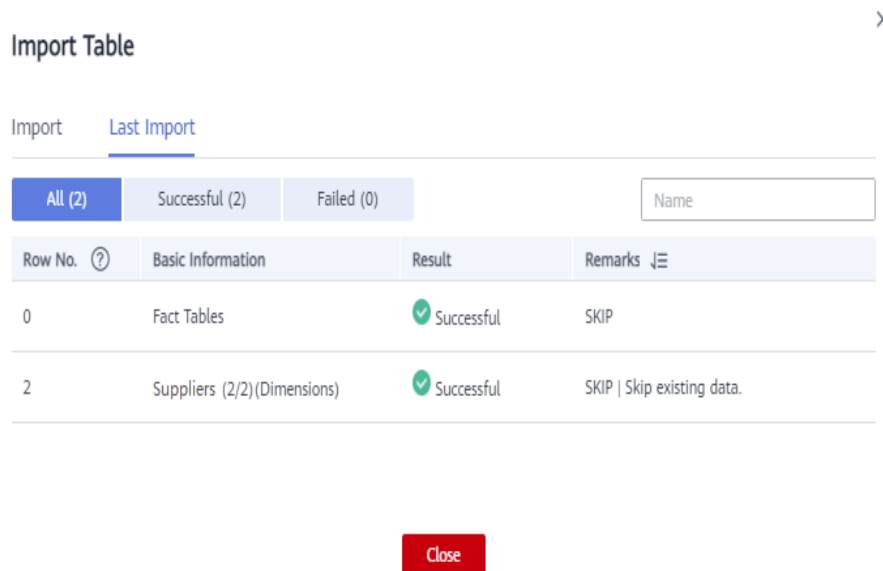 Import Table
Import Last Import
All (2) Successful (2) Failed (0) Name
Row No. ? Basic Information Result Remarks
0 Fact Tables Successful SKIP
2 Suppliers (2/2)(Dimensions) Successful SKIP | Skip existing data.
Close